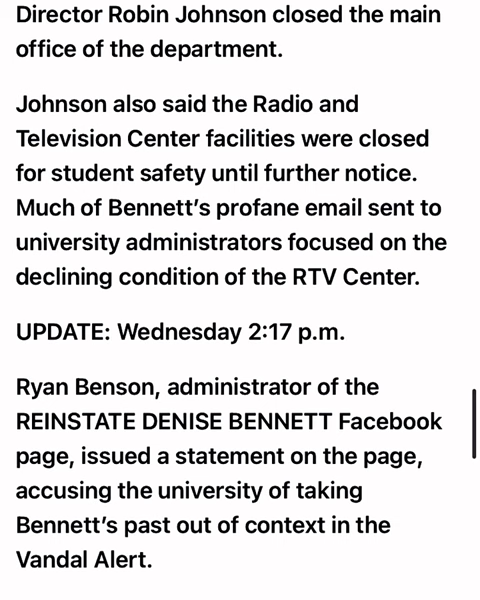 Director Robin Johnson closed the main
office of the department.
Johnson also said the Radio and
Television Center facilities were closed
for student safety until further notice.
Much of Bennett’s profane email sent to
university administrators focused on the
declining condition of the RTV Center.
UPDATE: Wednesday 2:17 p.m.
Ryan Benson, administrator of the
REINSTATE DENISE BENNETT Facebook
page, issued a statement on the page,
accusing the university of taking
Bennett’s past out of context in the
Vandal Alert.